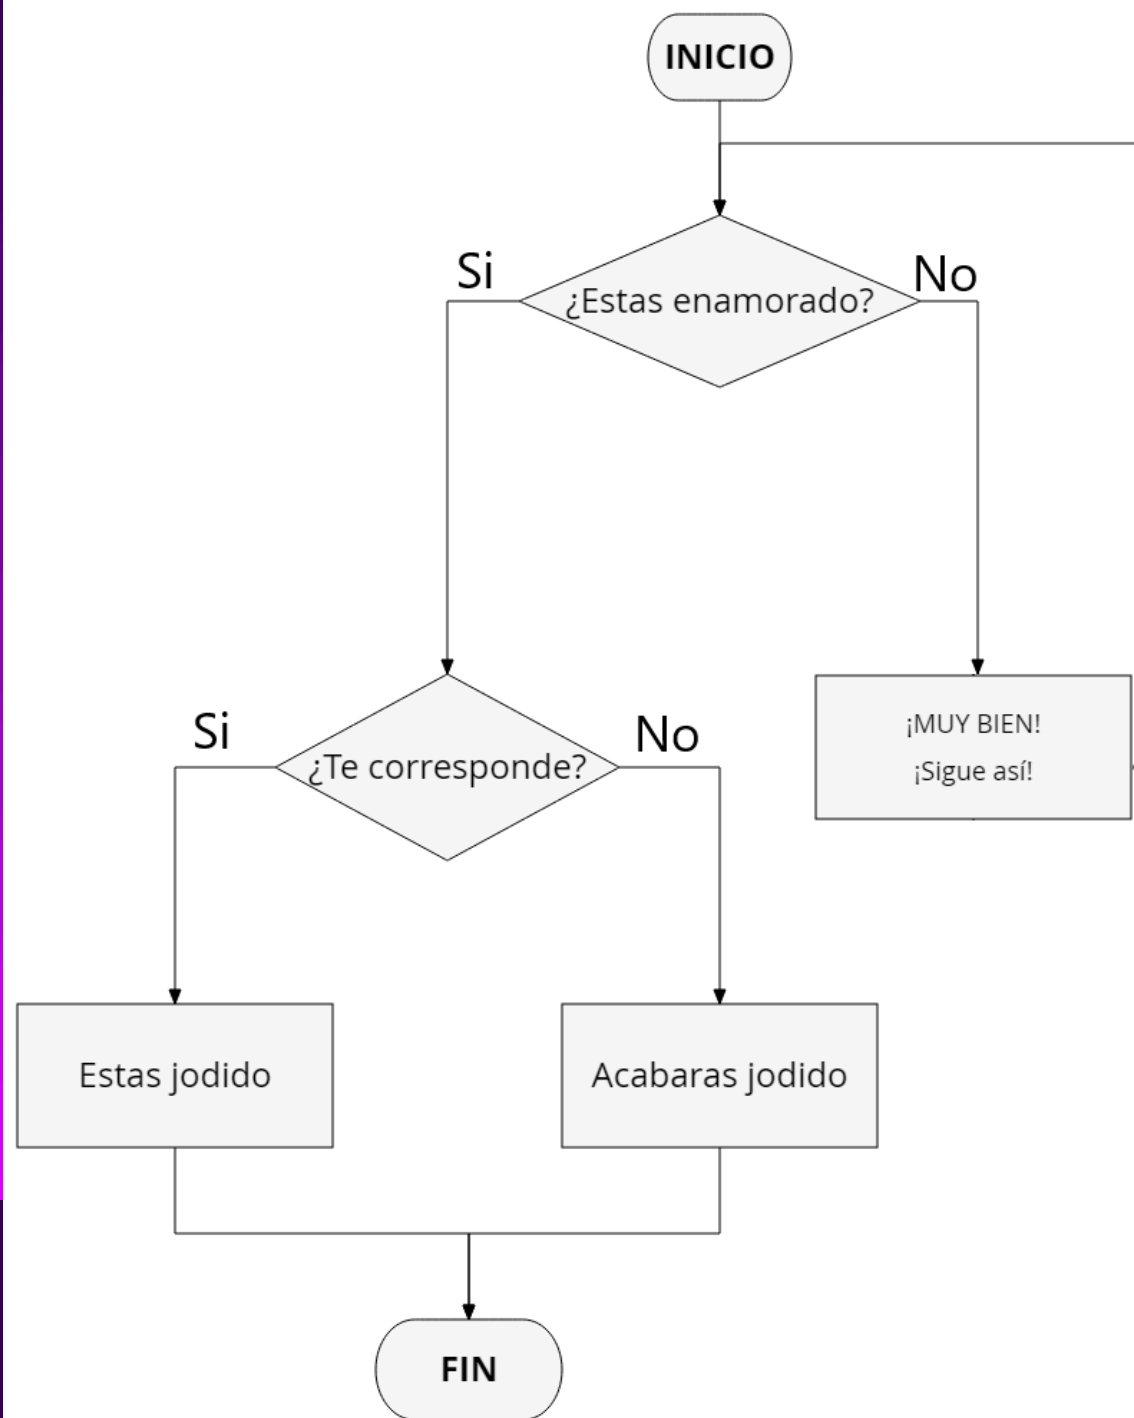 INICIO
Si
No
¿Estas enamorado?
Si
No
¿Te corresponde?
¡MUY BIEN!
¡Sigue así!
Estas jodido
Acabaras jodido
FIN